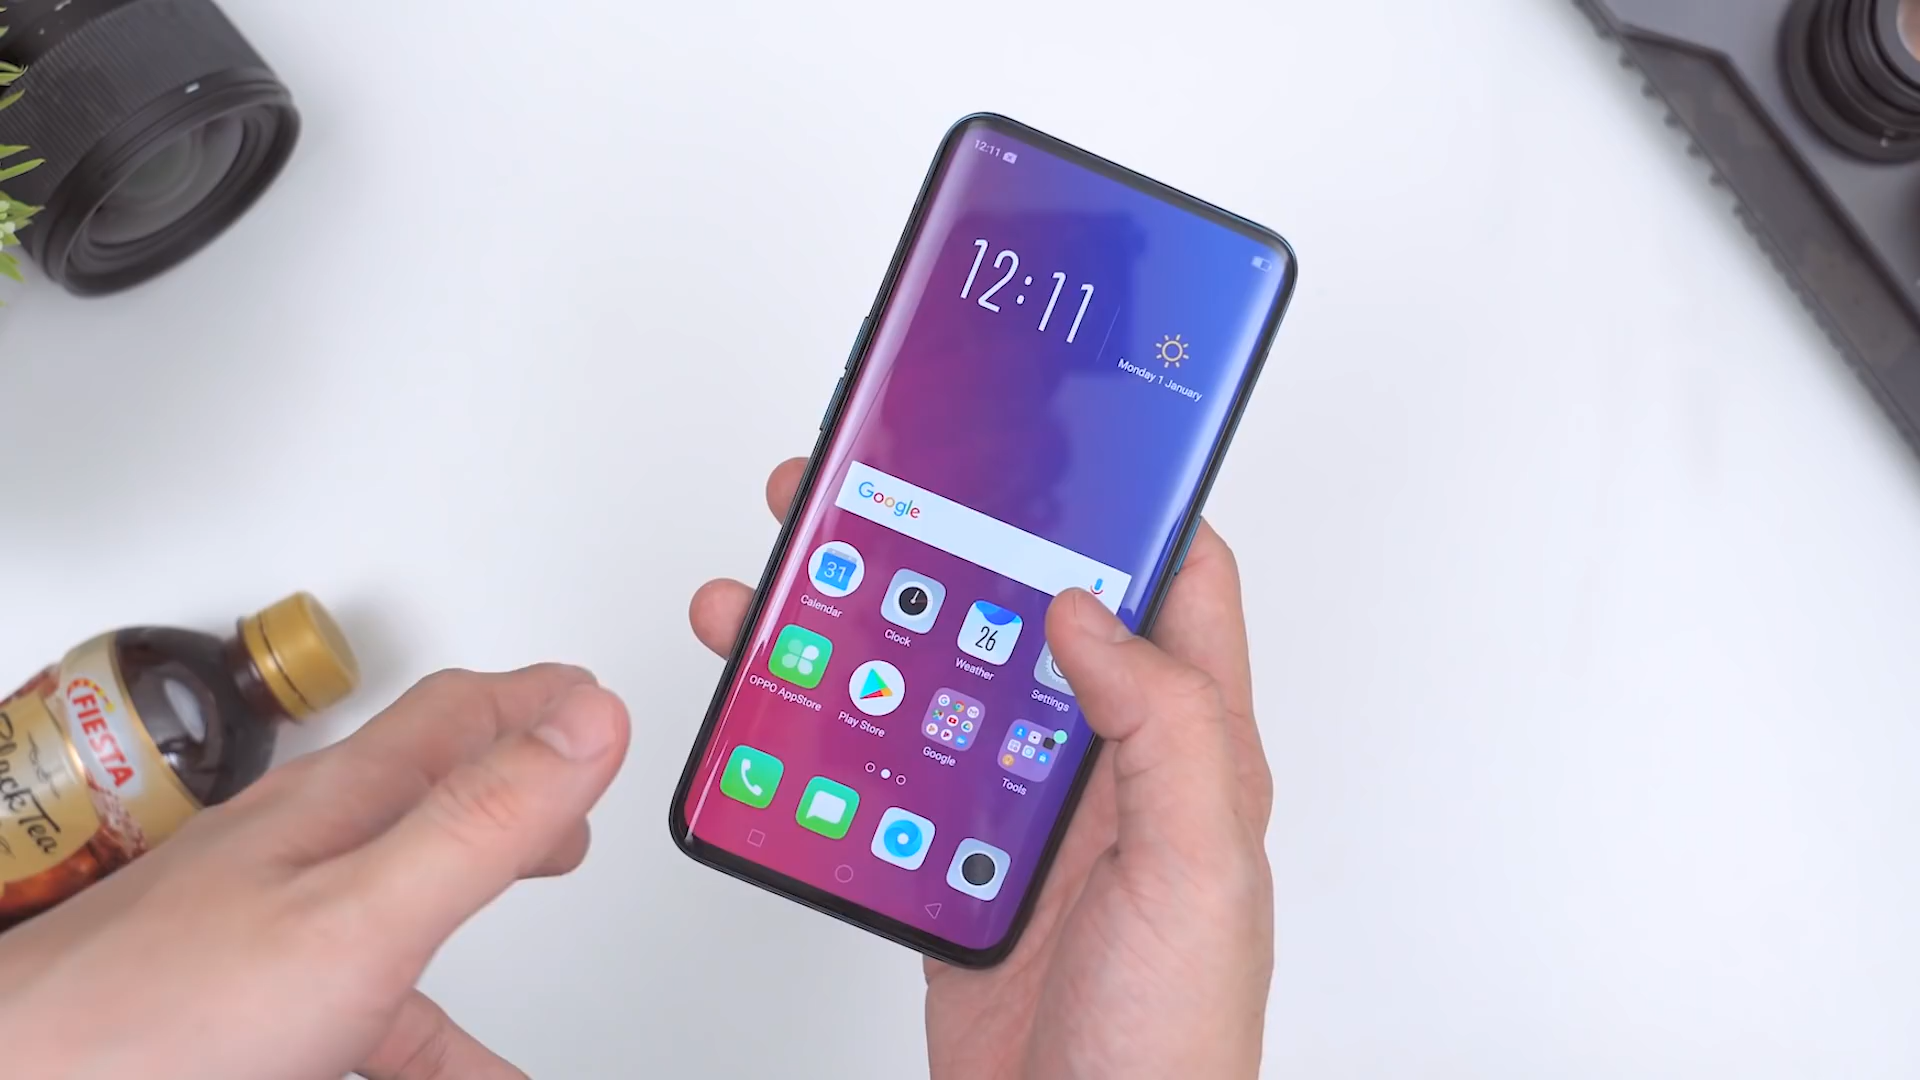 12:11
12:11
Monday 1 January
Google
31
Calendar
Clock
26
Weather
Settings
OPPO AppStore
Play Store
Google
Tools
FIESTA
Black Tea